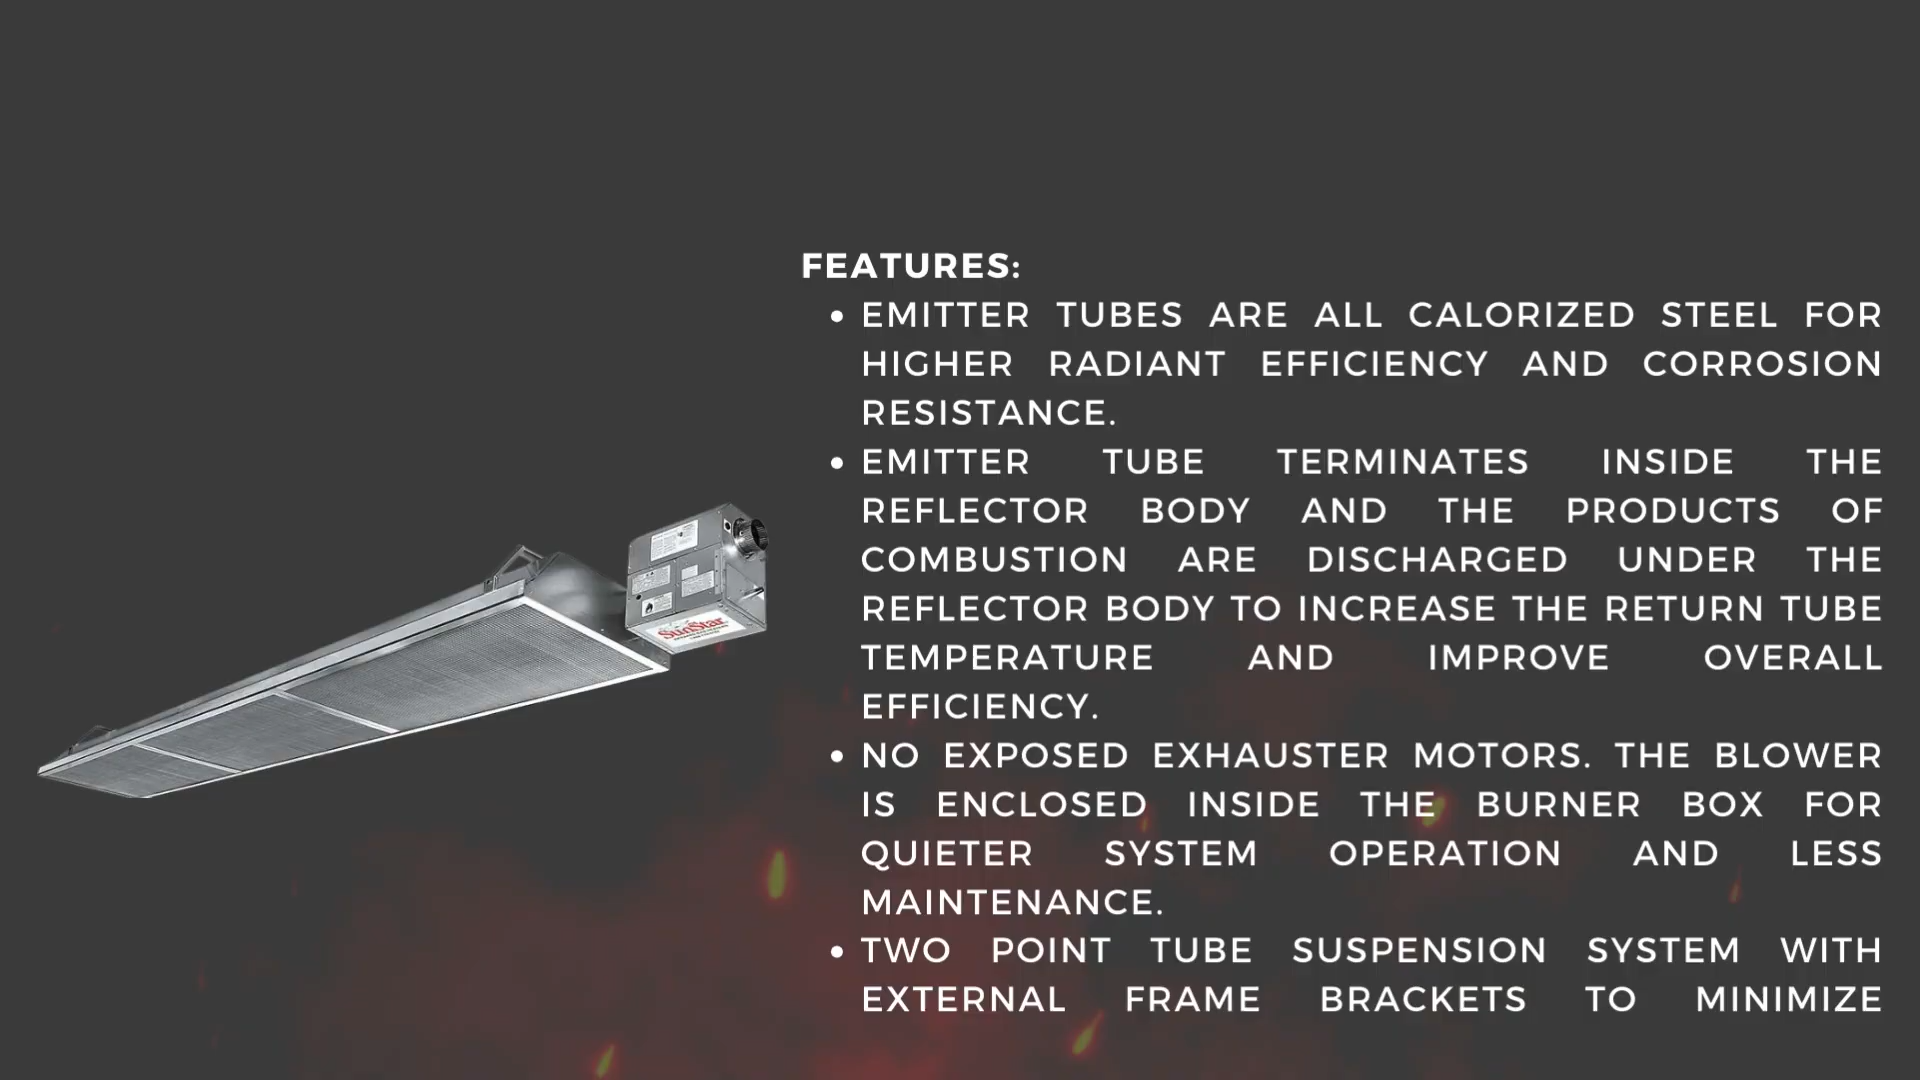 FEATURES:
• EMITTER TUBES ARE ALL CALORIZED STEEL FOR
HIGHER RADIANT EFFICIENCY AND CORROSION
RESISTANCE.
• EMITTER TUBE TERMINATES INSIDE THE
REFLECTOR BODY AND THE PRODUCTS OF
COMBUSTION ARE DISCHARGED UNDER THE
REFLECTOR BODY TO INCREASE THE RETURN TUBE
TEMPERATURE AND IMPROVE OVERALL
EFFICIENCY.
• NO EXPOSED EXHAUSTER MOTORS. THE BLOWER
IS ENCLOSED INSIDE THE BURNER BOX FOR
QUIETER SYSTEM OPERATION AND LESS
MAINTENANCE.
• TWO POINT TUBE SUSPENSION SYSTEM WITH
EXTERNAL FRAME BRACKETS TO MINIMIZE
SunStar